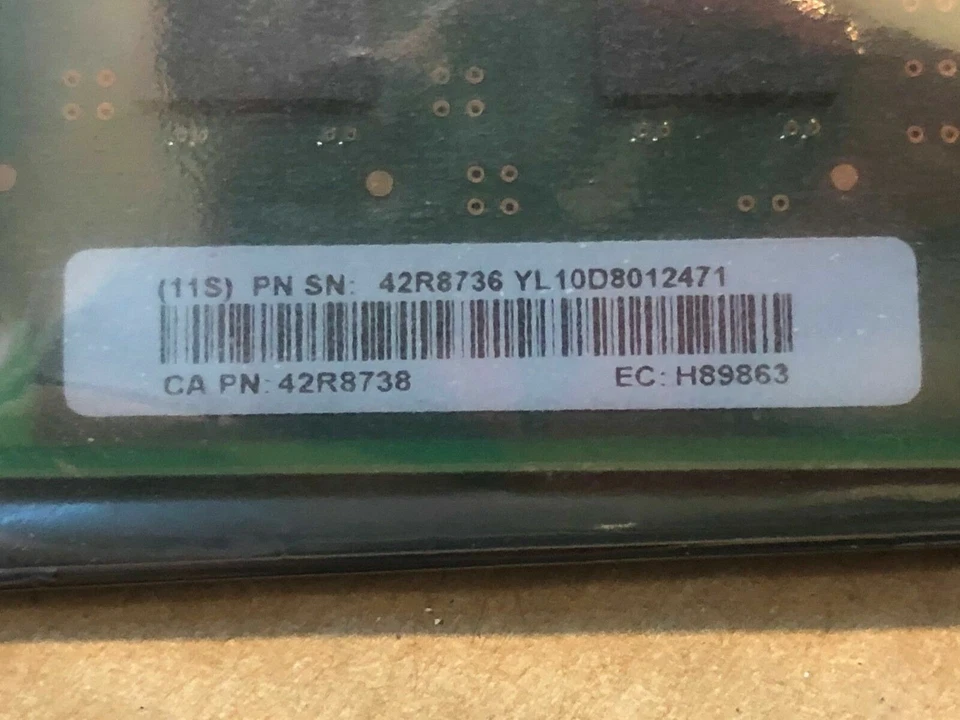 (11S) PN SN: 42R8736 YL10D8012471
CA PN: 42R8738 EC: H89863